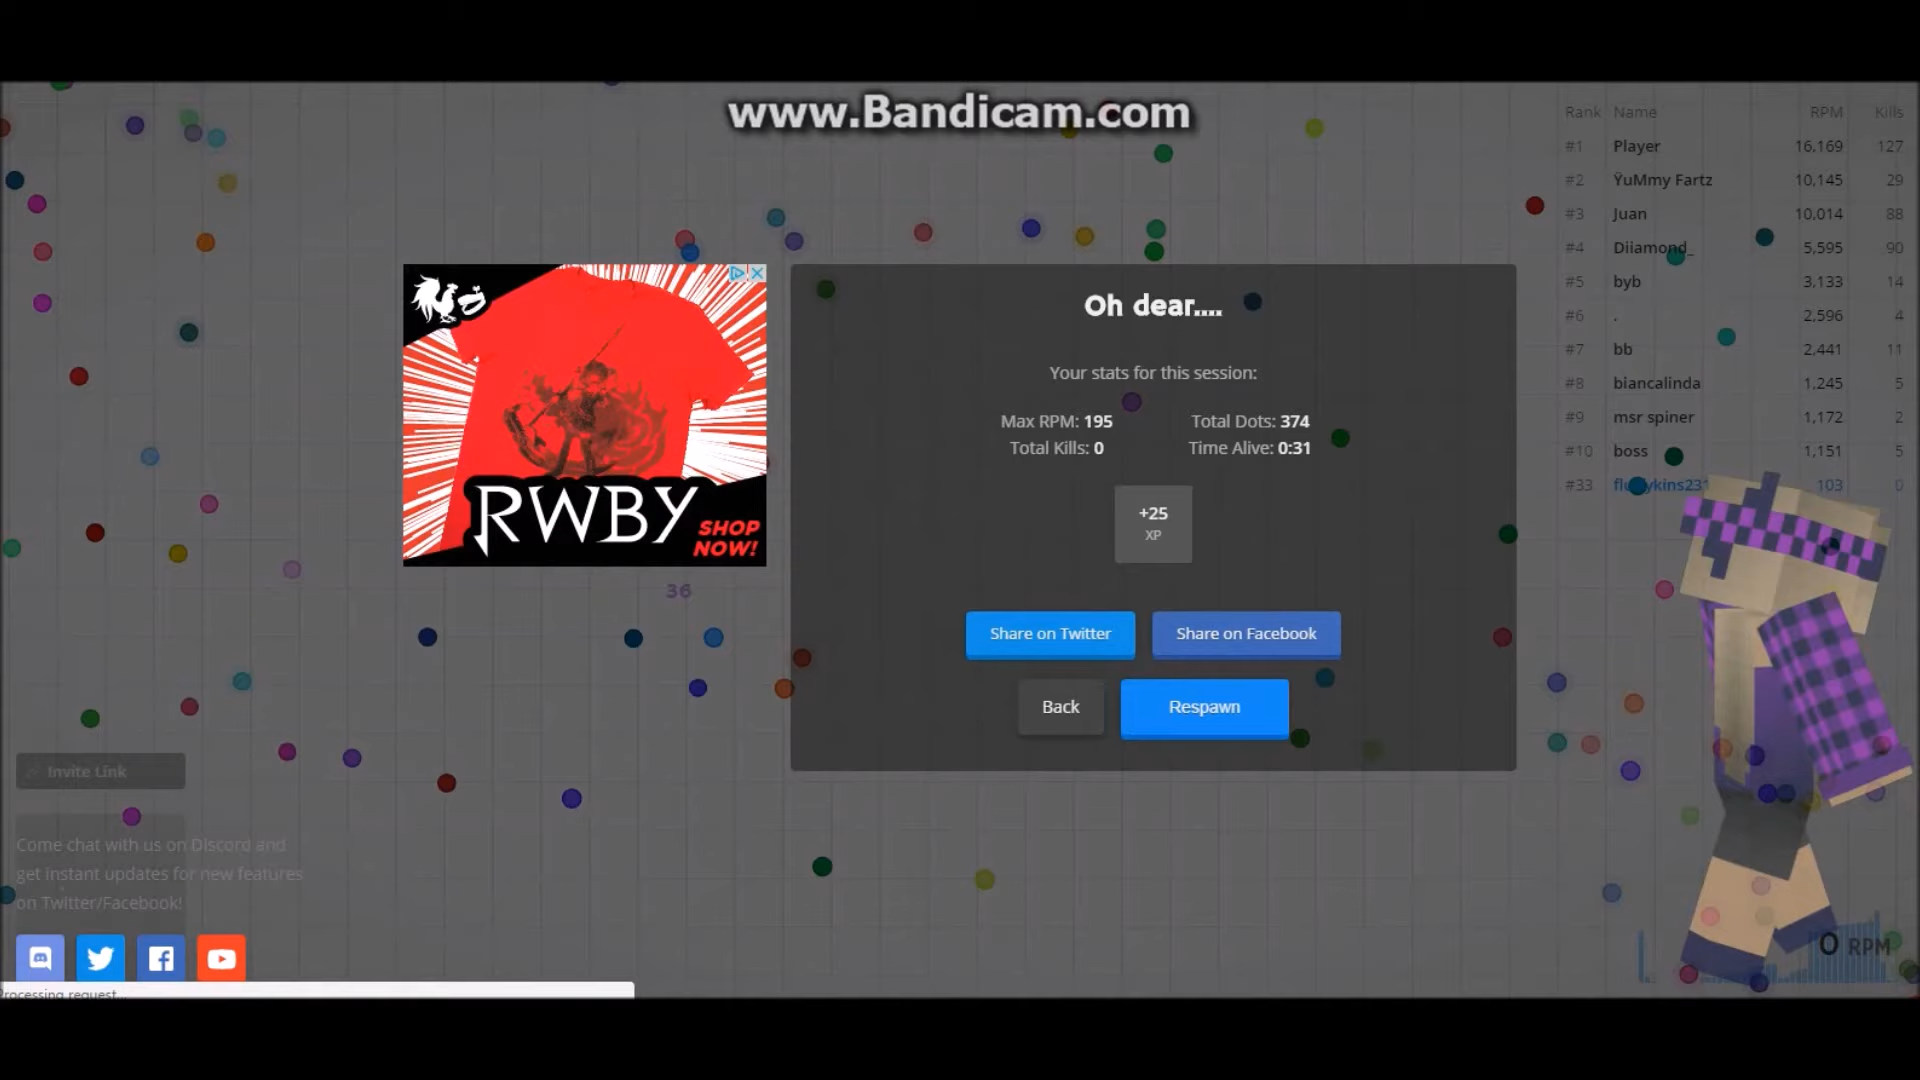 www.Bandicam.com
Rank Name RPM Kills
#1 Player 16,169 127
#2 ŸuMmy Fartz 10,145 29
#3 Juan 10,014 88
#4 Diiamond_ 5,595 90
#5 byb 3,133 14
#6 . 2,596 4
#7 bb 2,441 11
#8 biancalinda 1,245 5
#9 msr spiner 1,172 2
#10 boss 1,151 5
#33 103 0
RWBY
SHOP
NOW!
Oh dear....
Your stats for this session:
Max RPM: 195 Total Dots: 374
Total Kills: 0 Time Alive: 0:31
+25
XP
36
Share on Twitter Share on Facebook
Back Respawn
Invite Link
Come chat with us on Discord and
get instant updates for new features
on Twitter/Facebook!
0 RPM
Processing request...